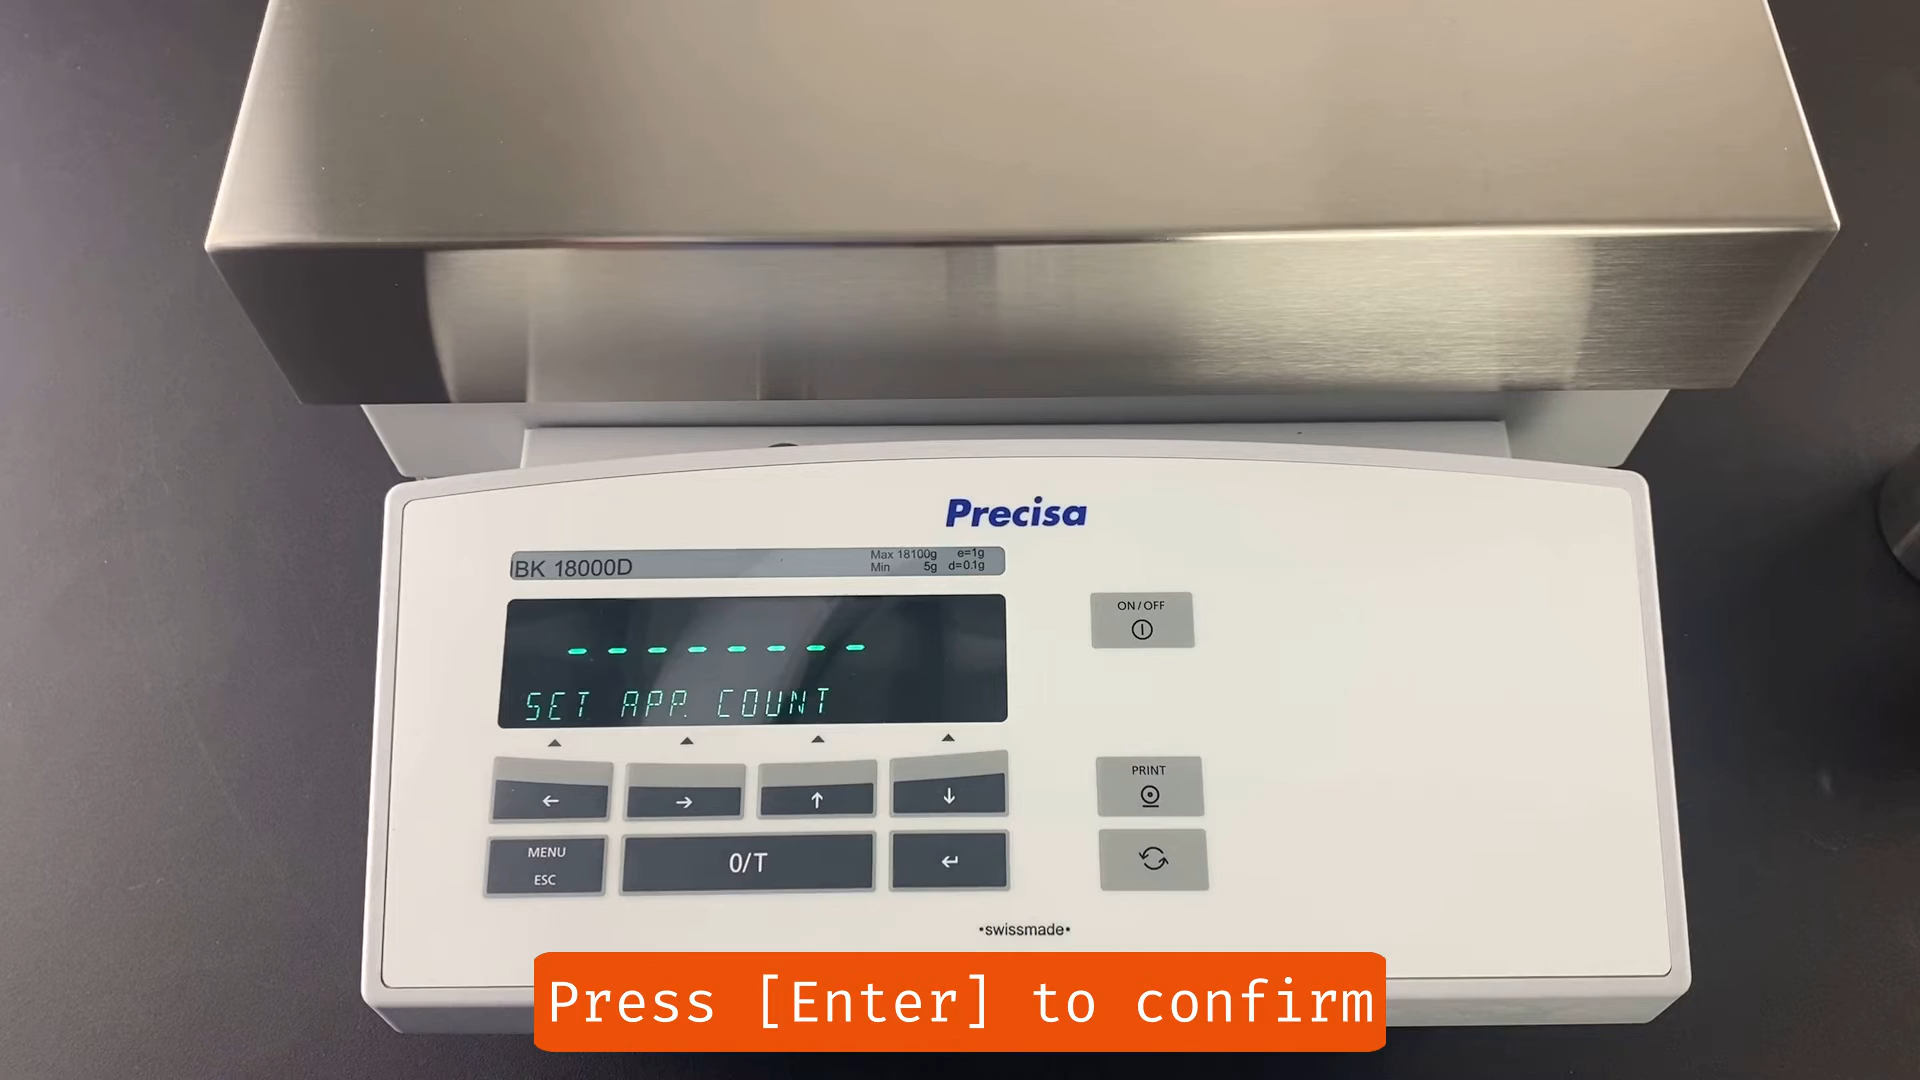 Precisa
IBK 18000D
Max 18100g e=1g
Min 5g d=0.1g
ON/OFF
--------
SET APP. COUNT
PRINT
MENU
ESC
0/T
•swissmade•
Press [Enter] to confirm